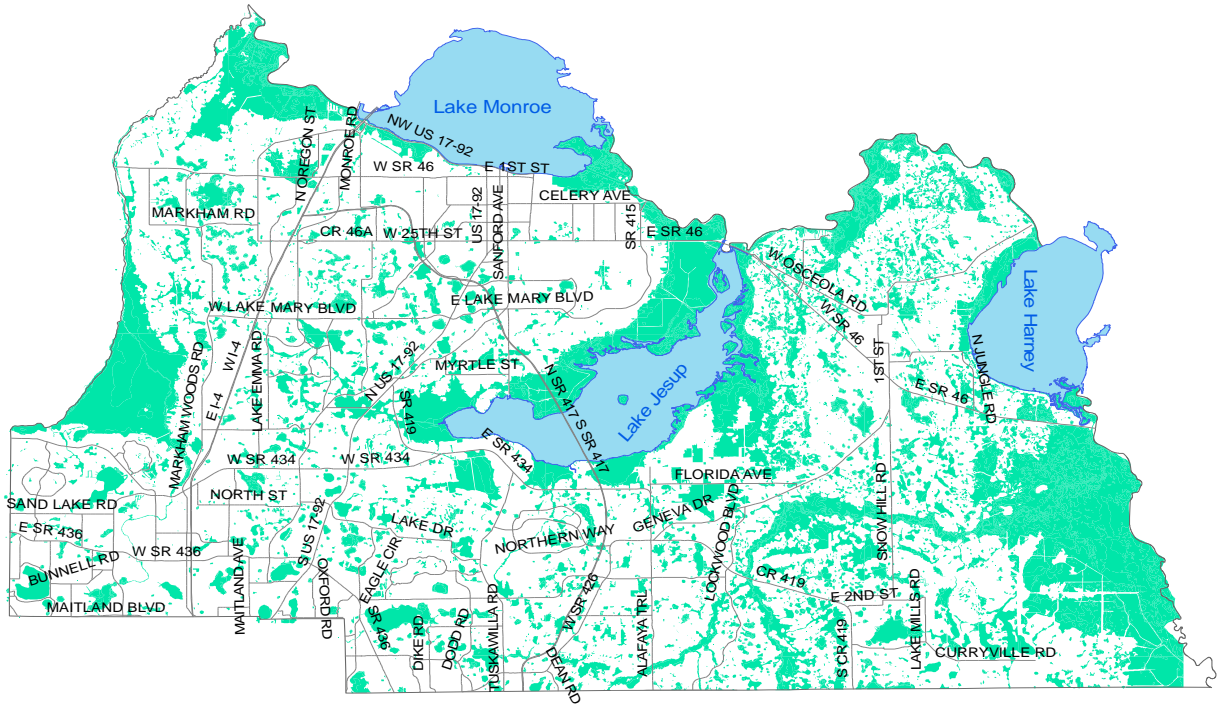 Lake Monroe
NW US 17-92
N OREGON ST
MONROE RD
W SR 46
E 1ST ST
CELERY AVE
MARKHAM RD
US 17-92
SANFORD AVE
SR 415
CR 46A
W 25TH ST
E SR 46
W OSCEOLA RD
Lake Harney
W LAKE MARY BLVD
E LAKE MARY BLVD
W SR 46
W I-4
E I-4
LAKE EMMA RD
MARKHAM WOODS RD
N US 17-92
MYRTLE ST
1ST ST
N JUNGLE RD
E SR 46
S SR 419
N SR 417
S SR 417
Lake Jesup
E SR 434
W SR 434
W SR 434
FLORIDA AVE
SAND LAKE RD
NORTH ST
E SR 436
S US 17-92
LAKE DR
NORTHERN WAY
GENEVA DR
LOCKWOOD BLVD
SNOW HILL RD
BUNNELL RD
W SR 436
MAITLAND AVE
OXFORD RD
EAGLE CIR
CR 419
E 2ND ST
MAITLAND BLVD
SR 436
DIKE RD
DODD RD
TUSKAWILLA RD
W SR 426
DEAN RD
ALAFAYA TRL
S CR 419
LAKE MILLS RD
CURRYVILLE RD